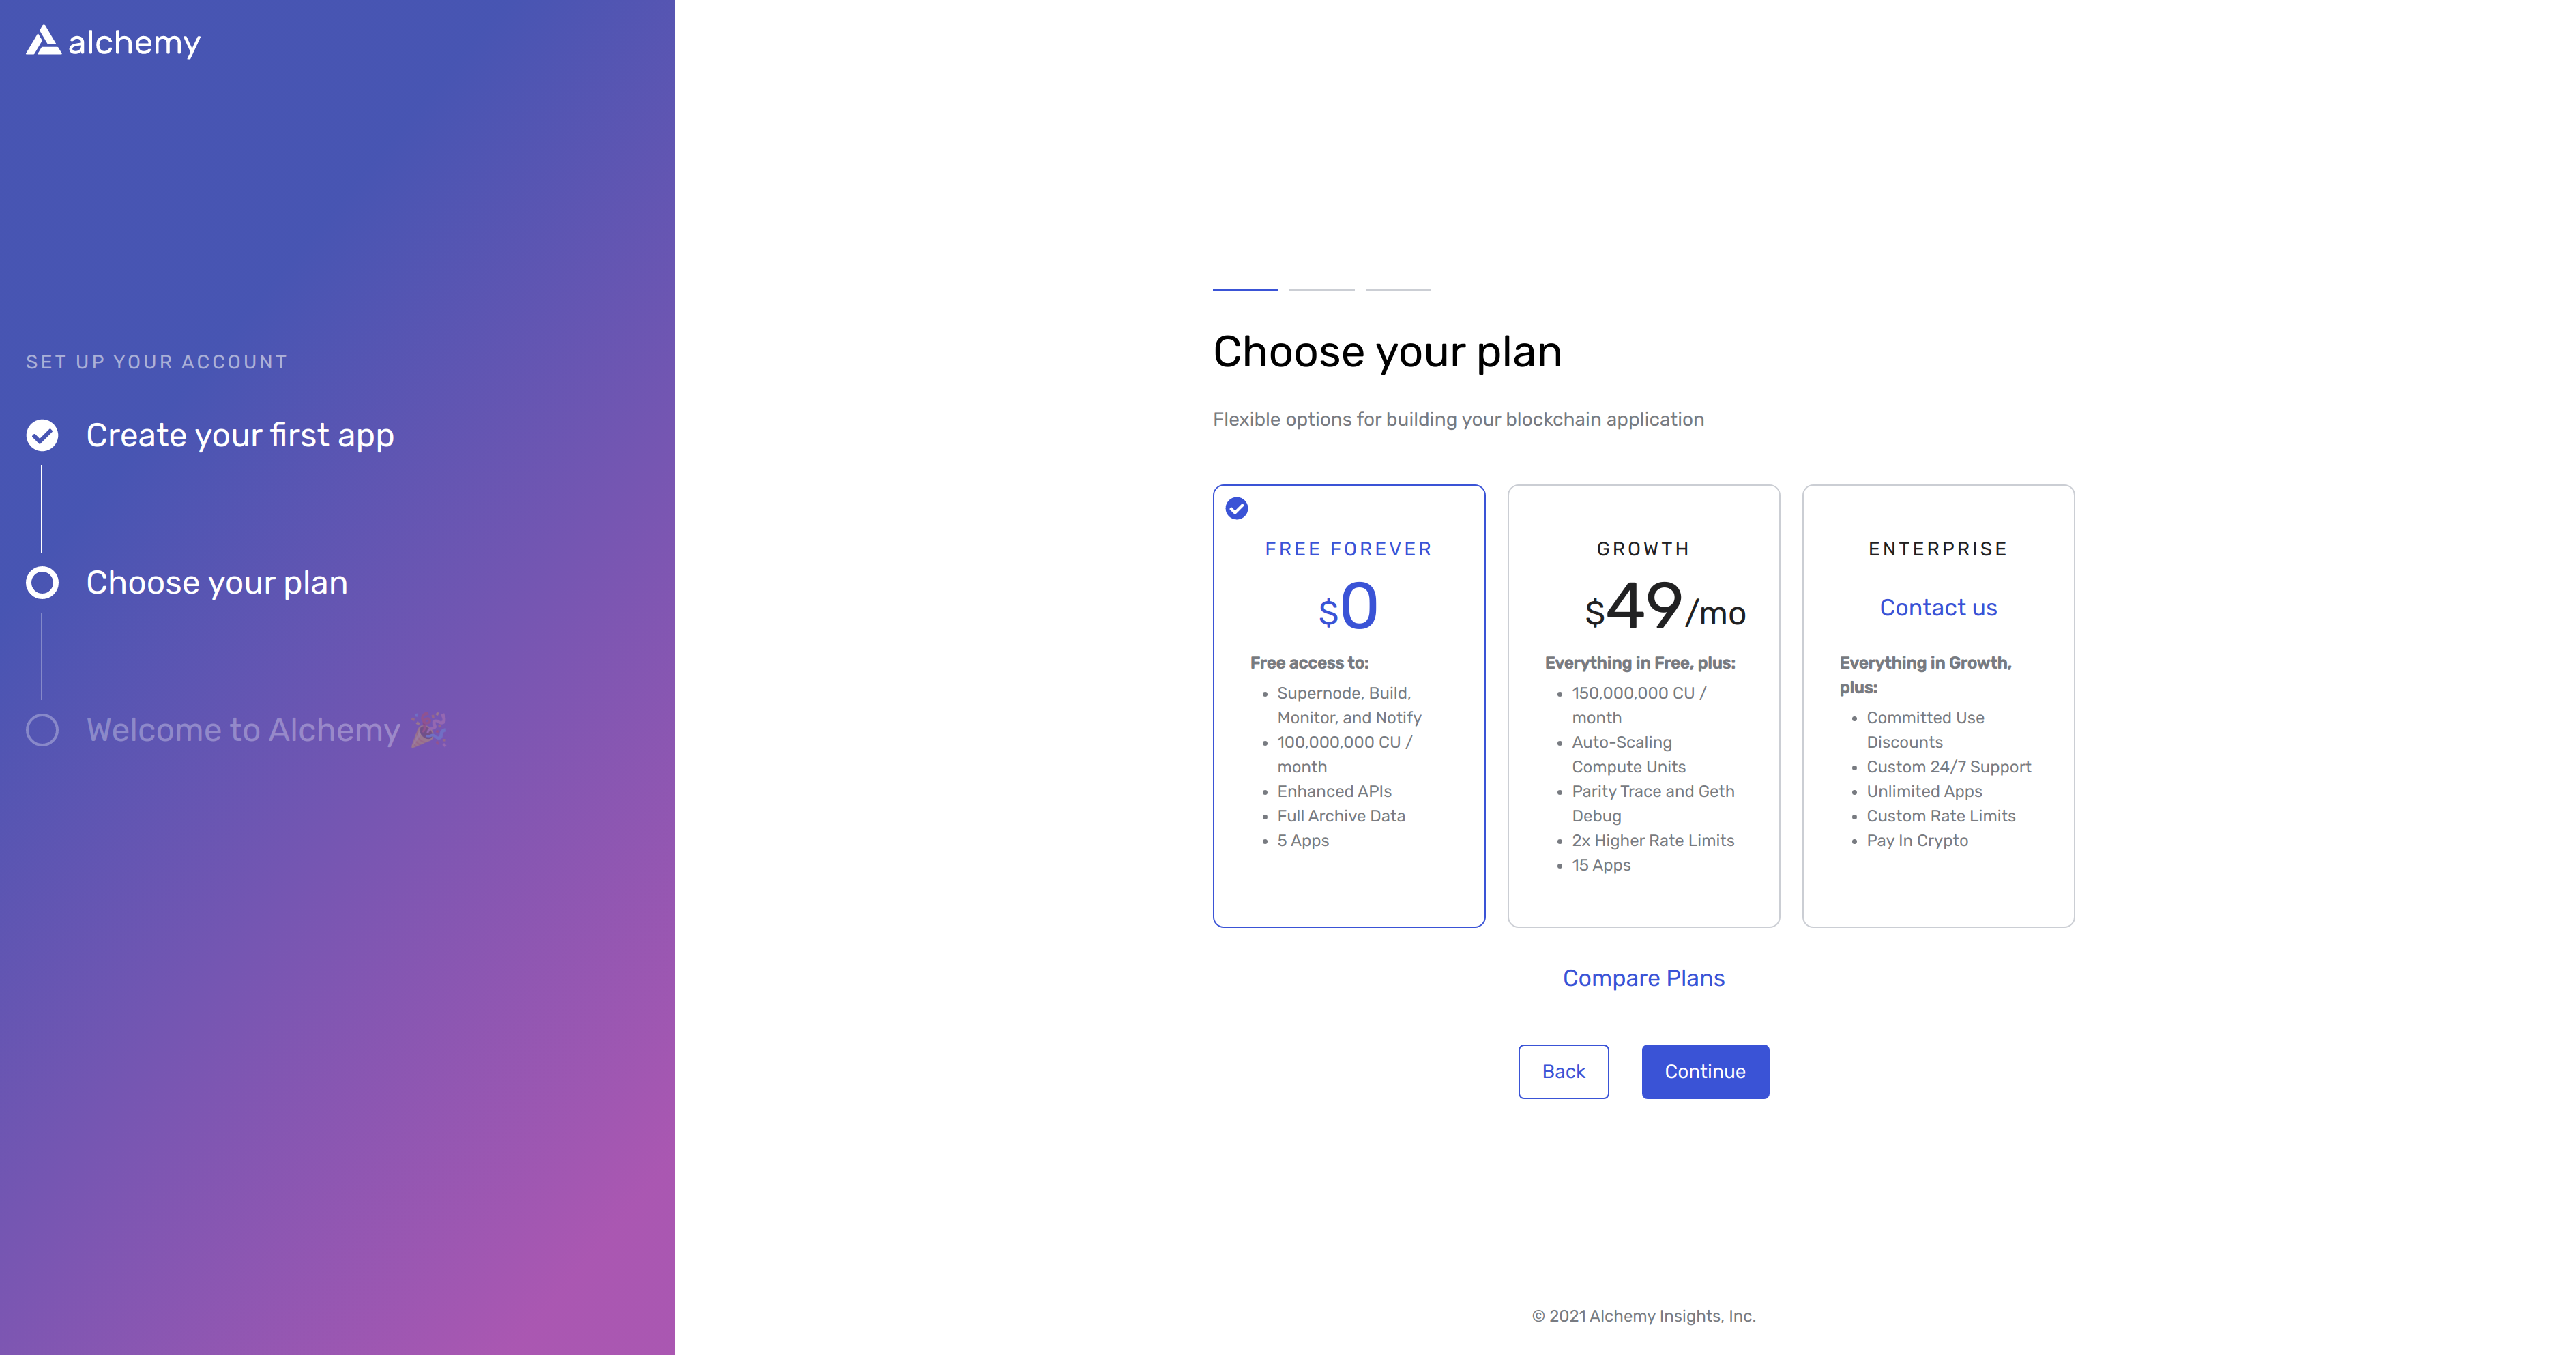 alchemy
SET UP YOUR ACCOUNT
Create your first app
Choose your plan
Welcome to Alchemy 🎉
Choose your plan
Flexible options for building your blockchain application
FREE FOREVER
$0
Free access to:
• Supernode, Build,
Monitor, and Notify
• 100,000,000 CU /
month
• Enhanced APIs
• Full Archive Data
• 5 Apps
GROWTH
$49/mo
Everything in Free, plus:
• 150,000,000 CU /
month
• Auto-Scaling
Compute Units
• Parity Trace and Geth
Debug
• 2x Higher Rate Limits
• 15 Apps
ENTERPRISE
Contact us
Everything in Growth,
plus:
• Committed Use
Discounts
• Custom 24/7 Support
• Unlimited Apps
• Custom Rate Limits
• Pay In Crypto
Compare Plans
Back
Continue
© 2021 Alchemy Insights, Inc.